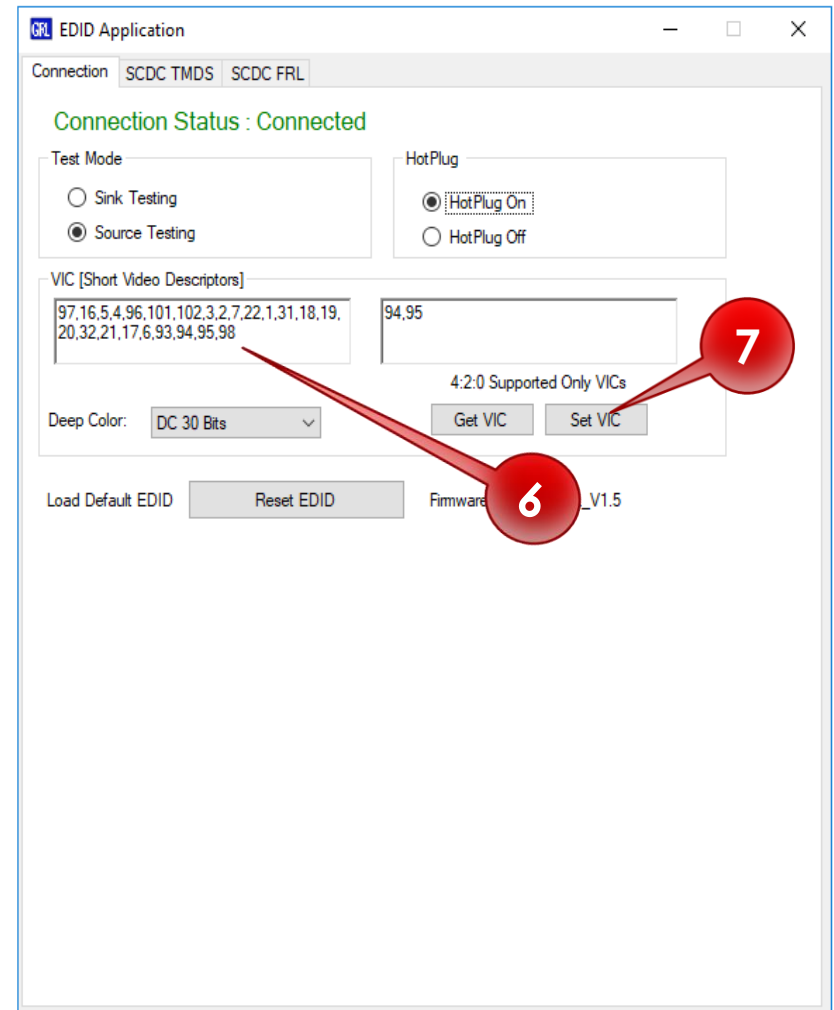 GRL EDID Application
Connection SCDC TMDS SCDC FRL
Connection Status : Connected
Test Mode
Sink Testing
Source Testing
HotPlug
HotPlug On
HotPlug Off
VIC [Short Video Descriptors]
97,16,5,4,96,101,102,3,2,7,22,1,31,18,19,
20,32,21,17,6,93,94,95,98
94,95
7
4:2:0 Supported Only VICs
Deep Color: DC 30 Bits Get VIC Set VIC
Load Default EDID Reset EDID Firmware _V1.5
6